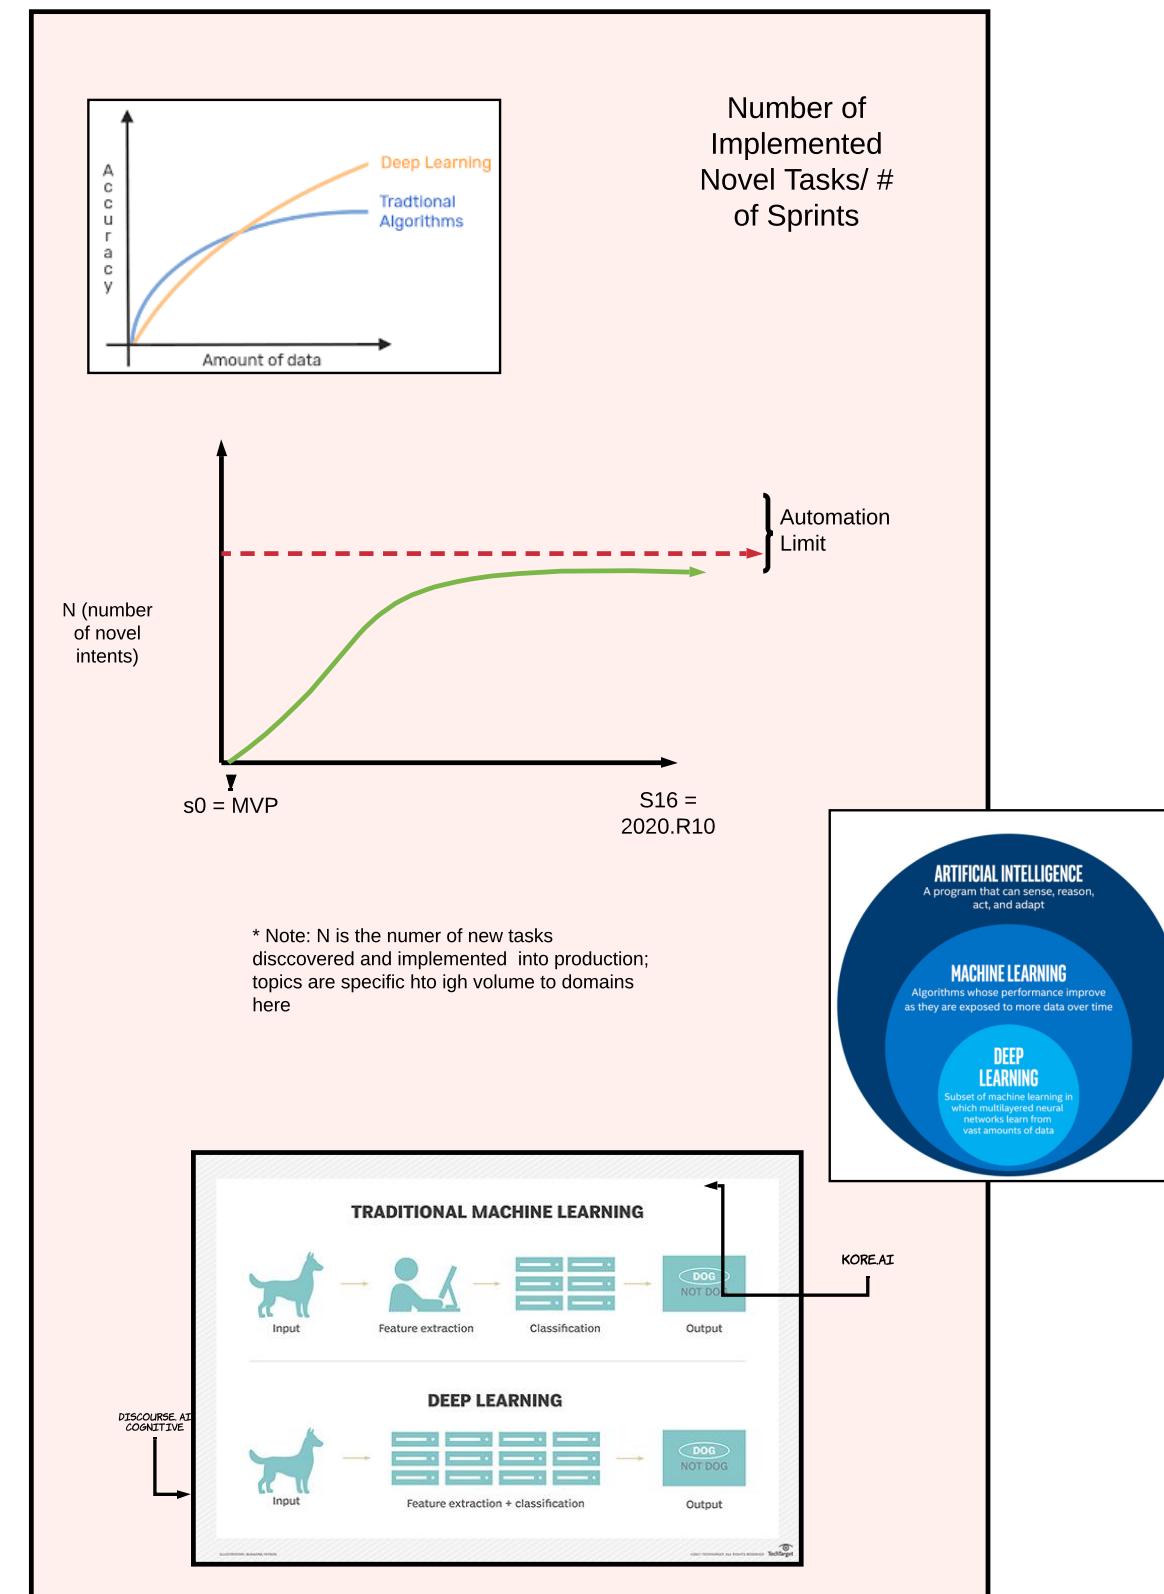 Number of
Implemented
Novel Tasks/ #
of Sprints
Accuracy
Deep Learning
Tradtional
Algorithms
Amount of data
Automation
Limit
N (number
of novel
intents)
s0 = MVP
S16 =
2020.R10
* Note: N is the numer of new tasks
disccovered and implemented  into production;
topics are specific hto igh volume to domains
here
ARTIFICIAL INTELLIGENCE
A program that can sense, reason,
act, and adapt
MACHINE LEARNING
Algorithms whose performance improve
as they are exposed to more data over time
DEEP
LEARNING
Subset of machine learning in
which multilayered neural
networks learn from
vast amounts of data
TRADITIONAL MACHINE LEARNING
DOG
NOT DO
Input
Feature extraction
Classification
Output
KORE.AI
DEEP LEARNING
DISCOURSE.AI
COGNITIVE
DOG
NOT DOG
Input
Feature extraction + classification
Output
TechTarget